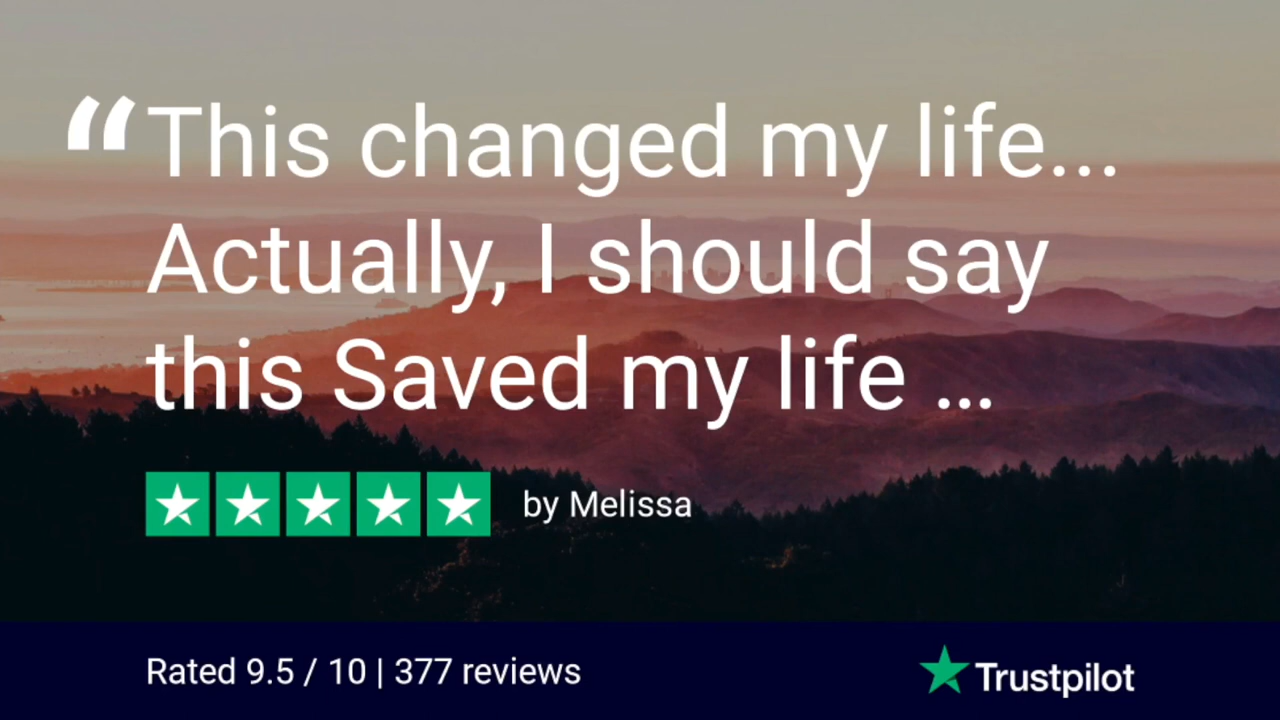 “This changed my life...
Actually, I should say
this Saved my life ...
by Melissa
Rated 9.5 / 10 | 377 reviews
Trustpilot